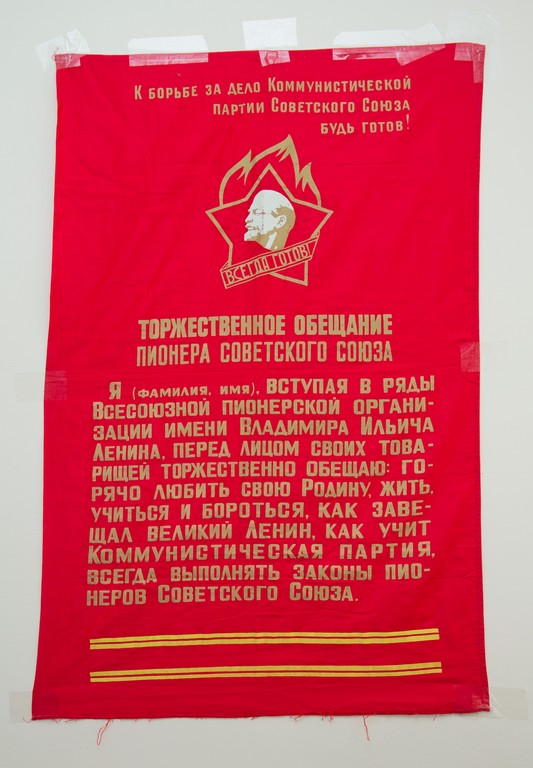 К борьбе за дело Коммунистической
партии Советского Союза
будь готов!
ВСЕГДА ГОТОВ!
ТОРЖЕСТВЕННОЕ ОБЕЩАНИЕ
ПИОНЕРА СОВЕТСКОГО СОЮЗА
Я (фамилия, имя), вступая в ряды
Всесоюзной пионерской органи-
зации имени Владимира Ильича
Ленина, перед лицом своих това-
рищей торжественно обещаю: го-
рячо любить свою Родину, жить,
учиться и бороться, как заве-
щал великий Ленин, как учит
Коммунистическая партия,
всегда выполнять законы пио-
неров Советского Союза.